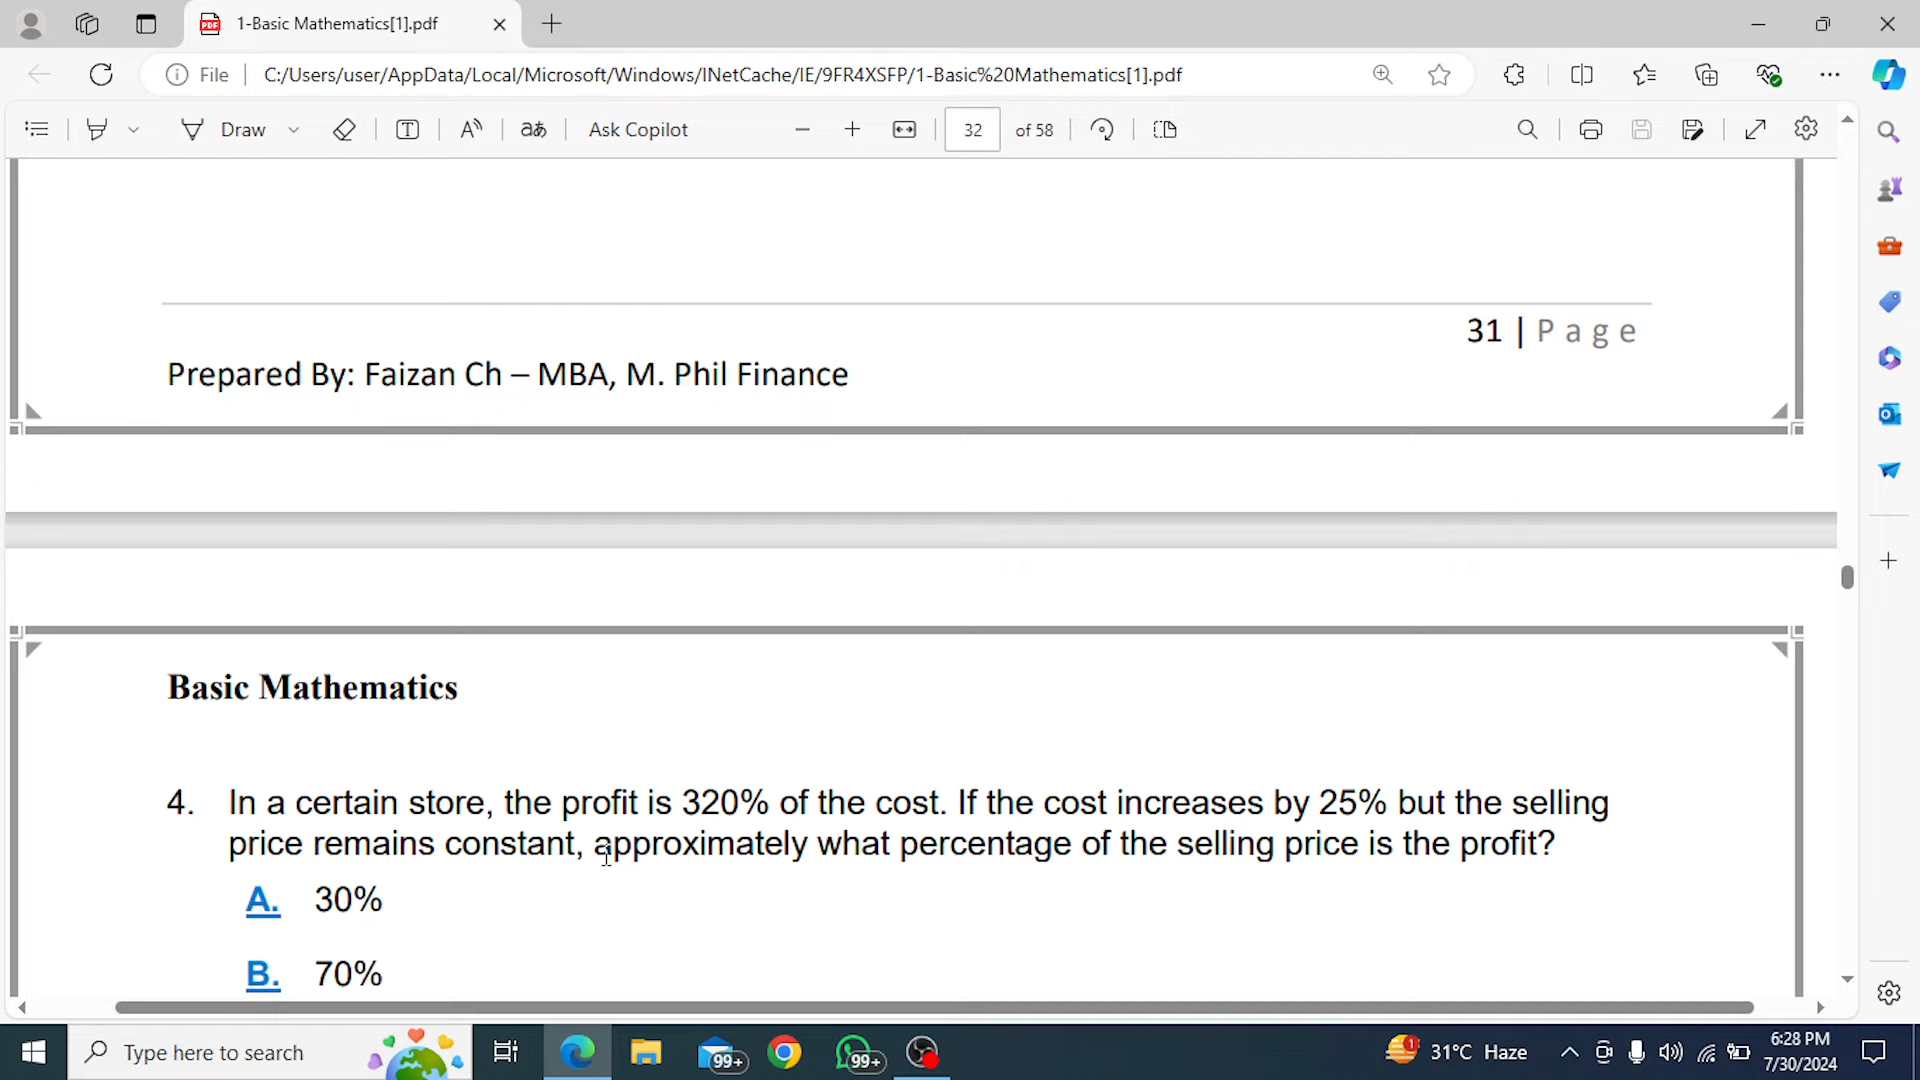 1-Basic Mathematics[1].pdf
File
C:/Users/user/AppData/Local/Microsoft/Windows/INetCache/IE/9FR4XSFP/1-Basic%20Mathematics[1].pdf
Draw
Ask Copilot
32 of 58
31 | Page
Prepared By: Faizan Ch – MBA, M. Phil Finance
Basic Mathematics
4. In a certain store, the profit is 320% of the cost. If the cost increases by 25% but the selling
price remains constant, approximately what percentage of the selling price is the profit?
A. 30%
B. 70%
Type here to search
99+
99+
1
31°C Haze
6:28 PM
7/30/2024